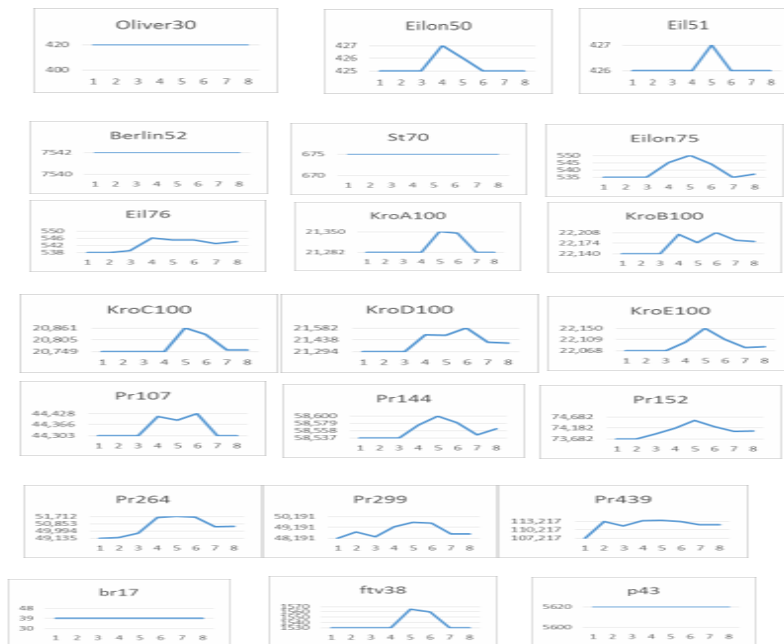 Oliver30
420
400
1 2 3 4 5 6 7 8
Eilon50
427
426
425
1 2 3 4 5 6 7 8
Eil51
427
426
1 2 3 4 5 6 7 8
Berlin52
7542
7540
1 2 3 4 5 6 7 8
St70
675
670
1 2 3 4 5 6 7 8
Eilon75
550
545
540
535
1 2 3 4 5 6 7 8
Eil76
550
546
542
538
1 2 3 4 5 6 7 8
KroA100
21,350
21,282
1 2 3 4 5 6 7 8
KroB100
22,208
22,174
22,140
1 2 3 4 5 6 7 8
KroC100
20,861
20,805
20,749
1 2 3 4 5 6 7 8
KroD100
21,582
21,438
21,294
1 2 3 4 5 6 7 8
KroE100
22,150
22,109
22,068
1 2 3 4 5 6 7 8
Pr107
44,428
44,366
44,303
1 2 3 4 5 6 7 8
Pr144
58,600
58,579
58,558
58,537
1 2 3 4 5 6 7 8
Pr152
74,682
74,182
73,682
1 2 3 4 5 6 7 8
Pr264
51,712
50,853
49,994
49,135
1 2 3 4 5 6 7 8
Pr299
50,191
49,191
48,191
1 2 3 4 5 6 7 8
Pr439
113,217
110,217
107,217
1 2 3 4 5 6 7 8
br17
48
39
30
1 2 3 4 5 6 7 8
ftv38
1570
1560
1550
1540
1530
1 2 3 4 5 6 7 8
p43
5620
5600
1 2 3 4 5 6 7 8